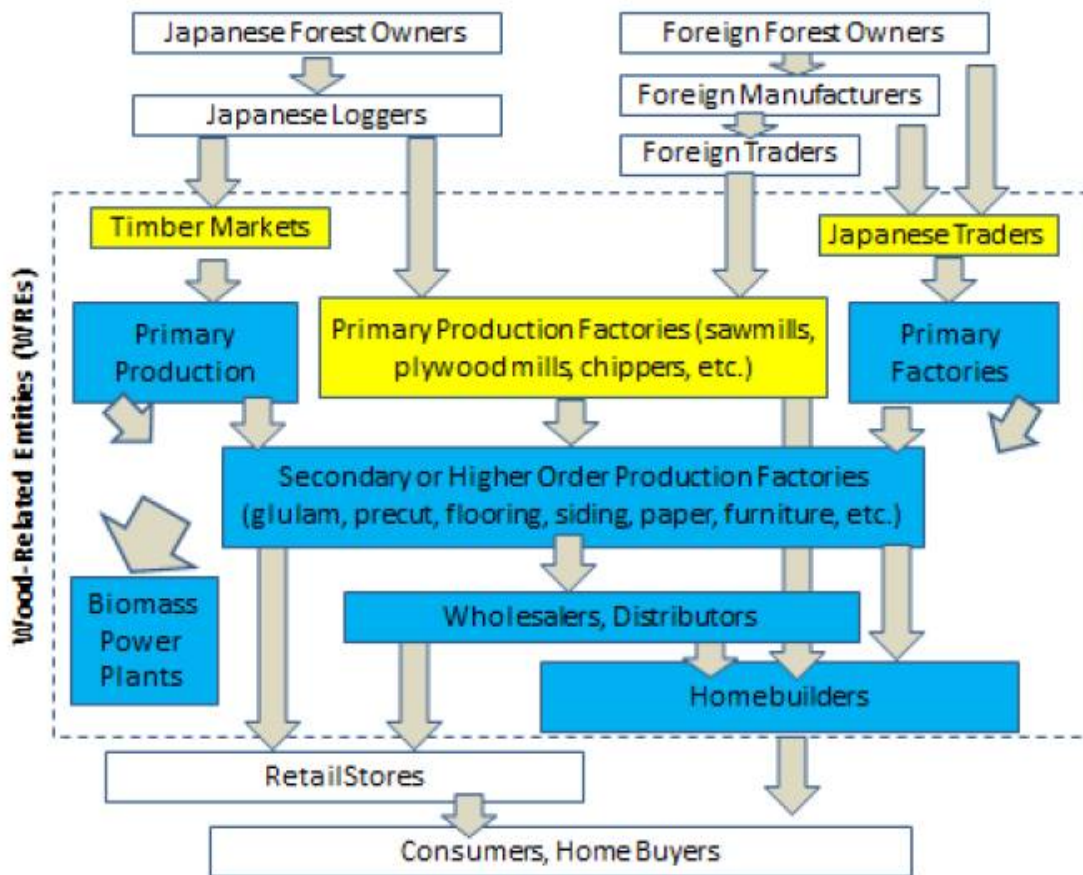 Japanese Forest Owners
Foreign Forest Owners
Japanese Loggers
Foreign Manufacturers
Foreign Traders
Wood-Related Entities (WREs)
Timber Markets
Japanese Traders
Primary
Production
Primary Production Factories (sawmills,
plywood mills, chippers, etc.)
Primary
Factories
Secondary or Higher Order Production Factories
(glulam, precut, flooring, siding, paper, furniture, etc.)
Biomass
Power
Plants
Wholesalers, Distributors
Homebuilders
Retail Stores
Consumers, Home Buyers